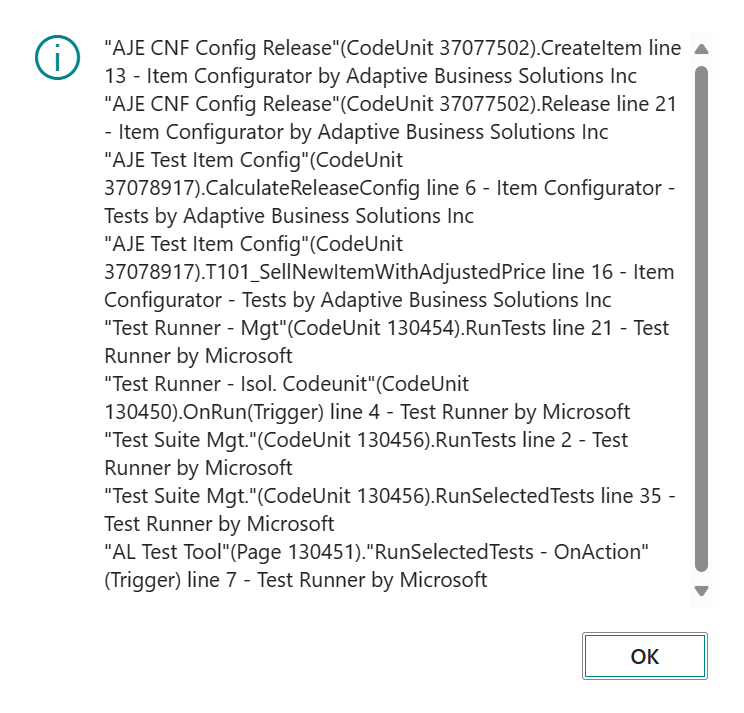 "AJE CNF Config Release"(CodeUnit 37077502).CreateItem line
13 - Item Configurator by Adaptive Business Solutions Inc
"AJE CNF Config Release"(CodeUnit 37077502).Release line 21
- Item Configurator by Adaptive Business Solutions Inc
"AJE Test Item Config"(CodeUnit
37078917).CalculateReleaseConfig line 6 - Item Configurator -
Tests by Adaptive Business Solutions Inc
"AJE Test Item Config"(CodeUnit
37078917).T101_SellNewItemWithAdjustedPrice line 16 - Item
Configurator - Tests by Adaptive Business Solutions Inc
"Test Runner - Mgt"(CodeUnit 130454).RunTests line 21 - Test
Runner by Microsoft
"Test Runner - Isol. Codeunit"(CodeUnit
130450).OnRun(Trigger) line 4 - Test Runner by Microsoft
"Test Suite Mgt."(CodeUnit 130456).RunTests line 2 - Test
Runner by Microsoft
"Test Suite Mgt."(CodeUnit 130456).RunSelectedTests line 35 -
Test Runner by Microsoft
"AL Test Tool"(Page 130451)."RunSelectedTests - OnAction"
(Trigger) line 7 - Test Runner by Microsoft
OK